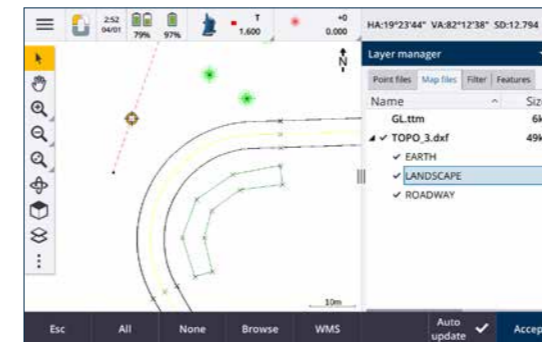 2:52
04/01
79%
97%
T
1.600
+0
0.000
HA:19°23'44" VA:82°12'38" SD:12.794
N
Layer manager
Point files Map files Filter Features
Name Siz
GL.ttm 6k
TOPO_3.dxf 49k
EARTH
LANDSCAPE
ROADWAY
10m
Esc All None Browse WMS Auto update Accep